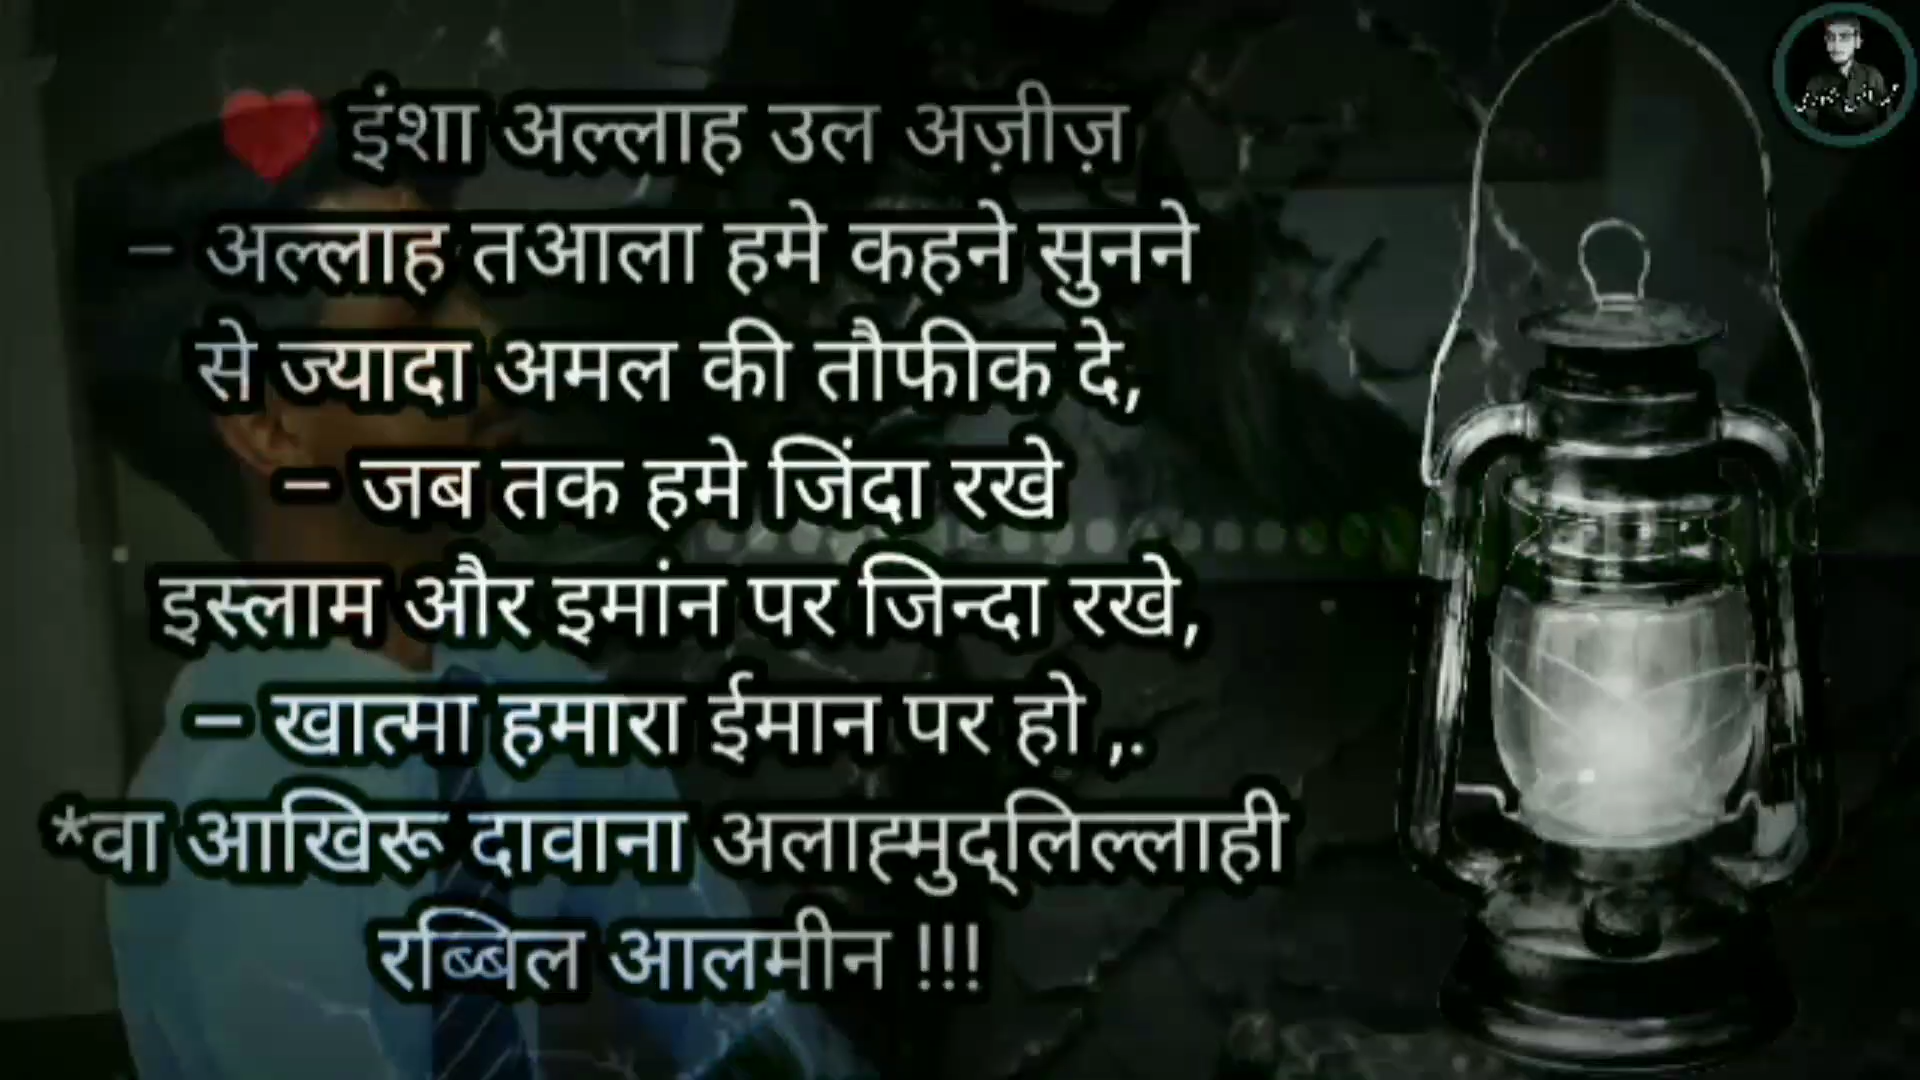 ❤ इंशा अल्लाह उल अज़ीज़
– अल्लाह तआला हमे कहने सुनने
से ज्यादा अमल की तौफीक दे,
– जब तक हमे जिंदा रखे
इस्लाम और इमांन पर जिन्दा रखे,
– खात्मा हमारा ईमान पर हो ,.
*वा आखिरू दावाना अलाह्मुद्लिल्लाही
रब्बिल आलमीन !!!